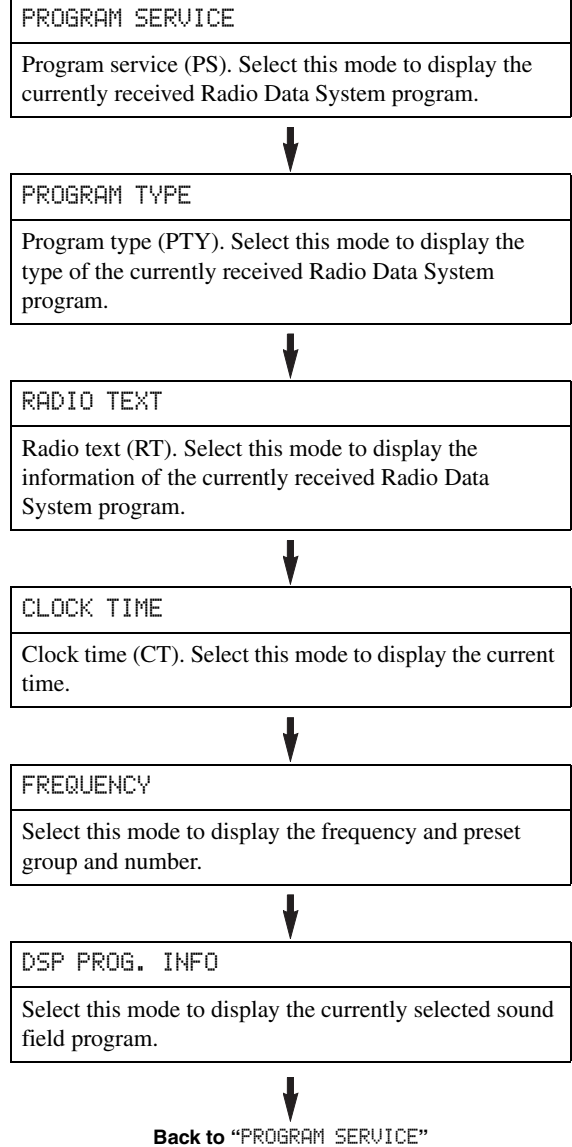 PROGRAM SERVICE
Program service (PS). Select this mode to display the
currently received Radio Data System program.
PROGRAM TYPE
Program type (PTY). Select this mode to display the
type of the currently received Radio Data System
program.
RADIO TEXT
Radio text (RT). Select this mode to display the
information of the currently received Radio Data
System program.
CLOCK TIME
Clock time (CT). Select this mode to display the current
time.
FREQUENCY
Select this mode to display the frequency and preset
group and number.
DSP PROG. INFO
Select this mode to display the currently selected sound
field program.
Back to “PROGRAM SERVICE”